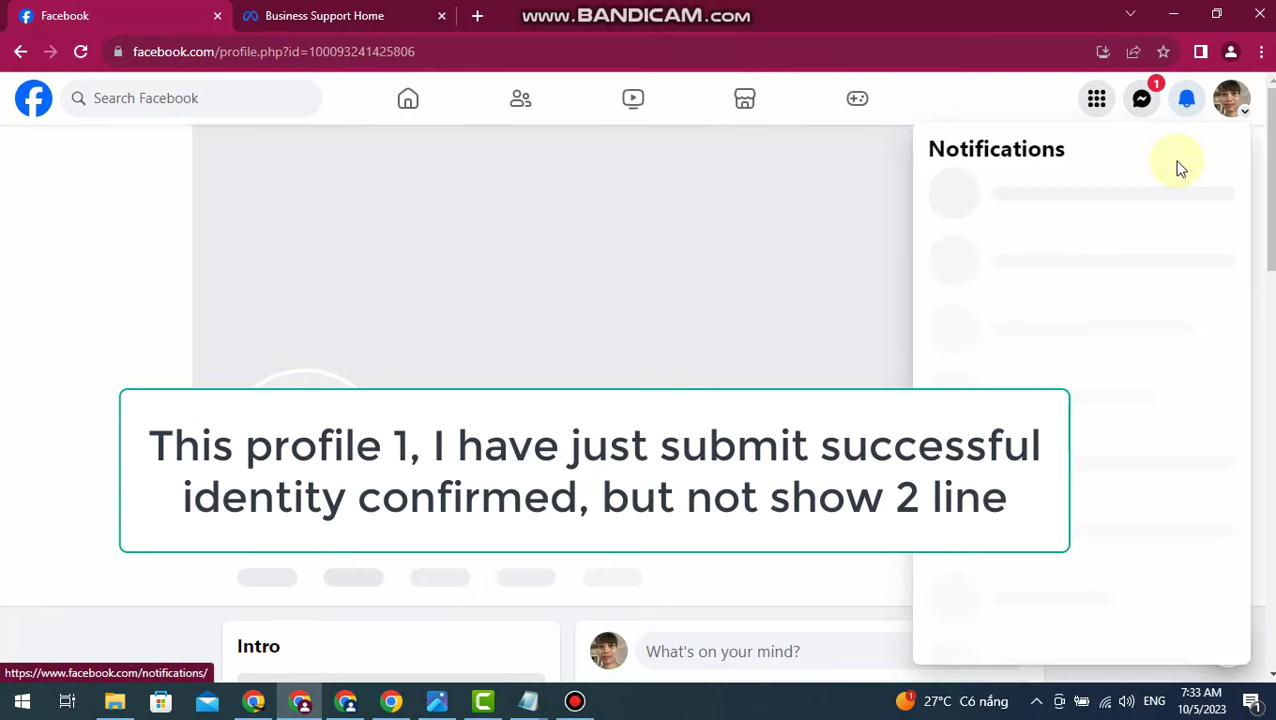 Facebook
Business Support Home
www.BANDICAM.com
facebook.com/profile.php?id=100093241425806
Search Facebook
1
Notifications
This profile 1, I have just submit successful
identity confirmed, but not show 2 line
Intro
What's on your mind?
https://www.facebook.com/notifications/
1
27°C Có nắng
ENG
7:33 AM
10/5/2023
1